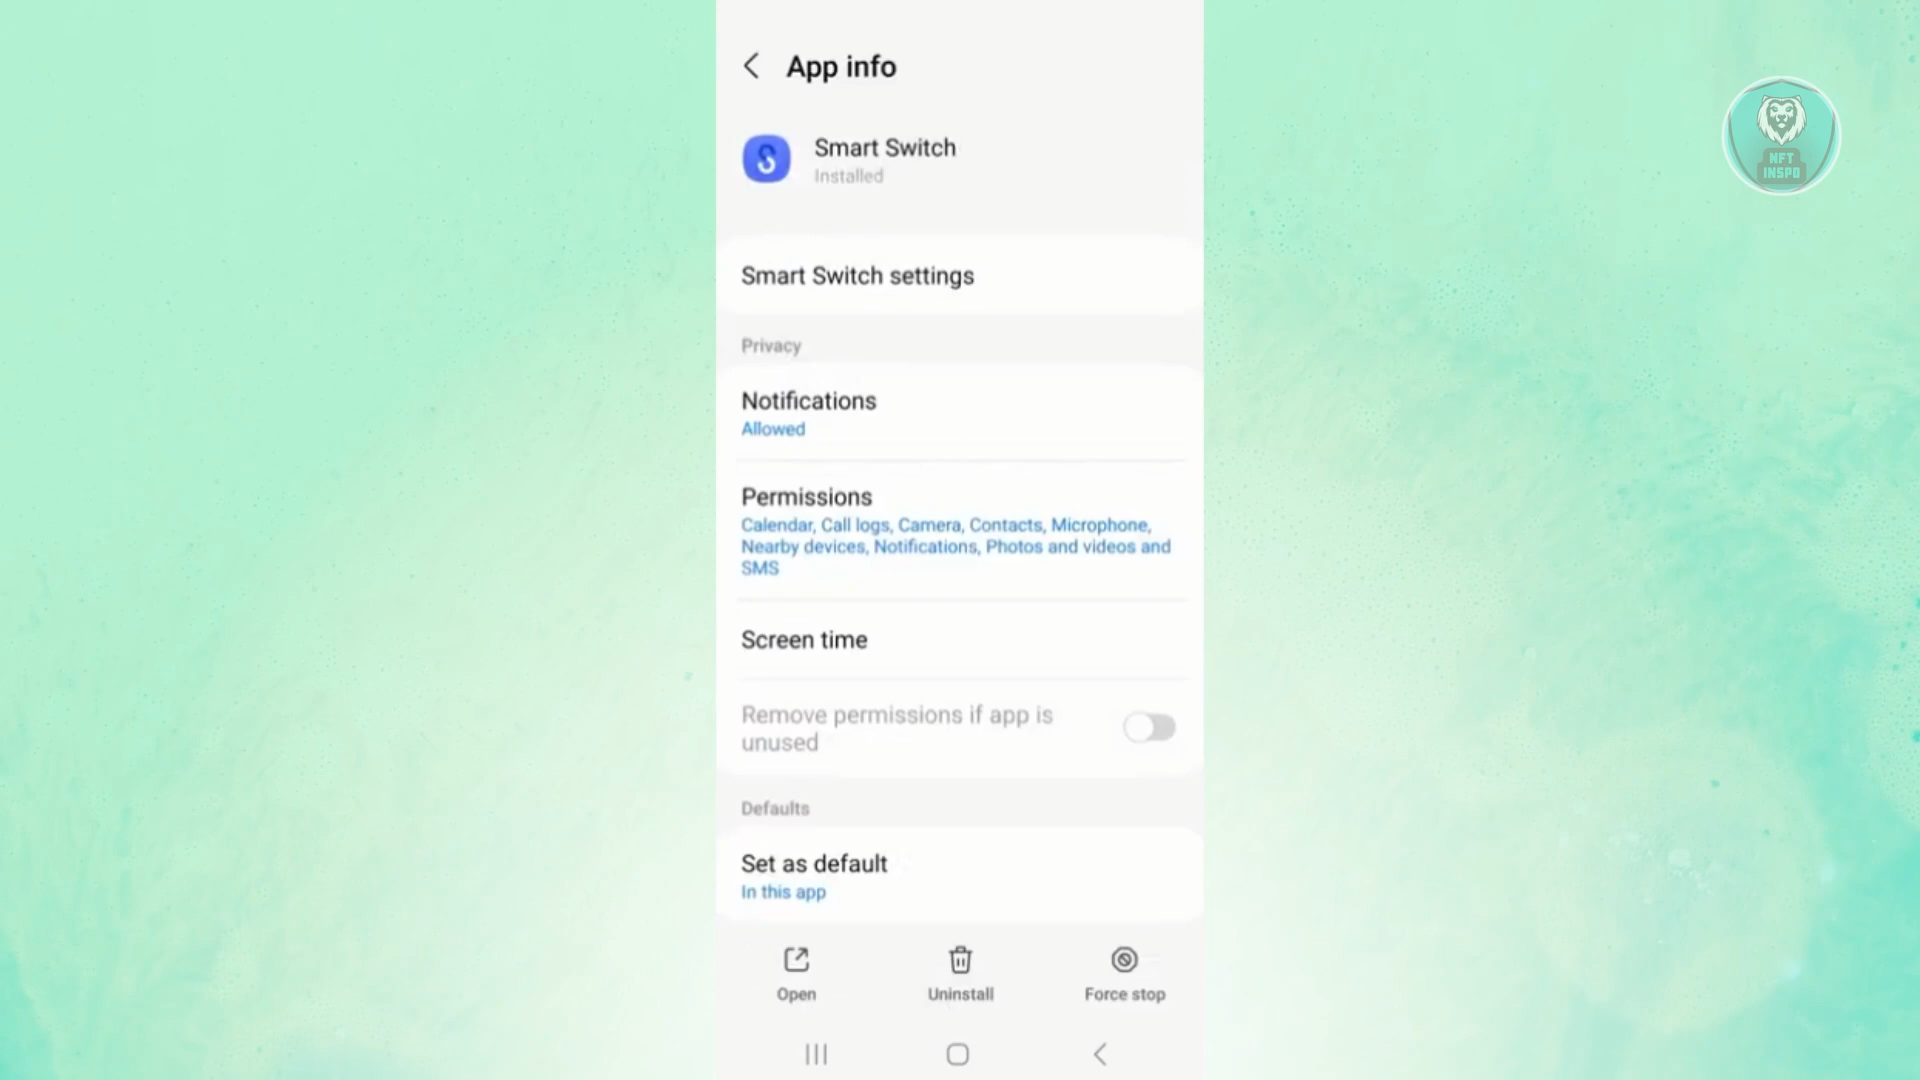 App info
Smart Switch
Installed
NFT
INSPO
Smart Switch settings
Privacy
Notifications
Allowed
Permissions
Calendar, Call logs, Camera, Contacts, Microphone,
Nearby devices, Notifications, Photos and videos and
SMS
Screen time
Remove permissions if app is
unused
Defaults
Set as default
In this app
Open
Uninstall
Force stop